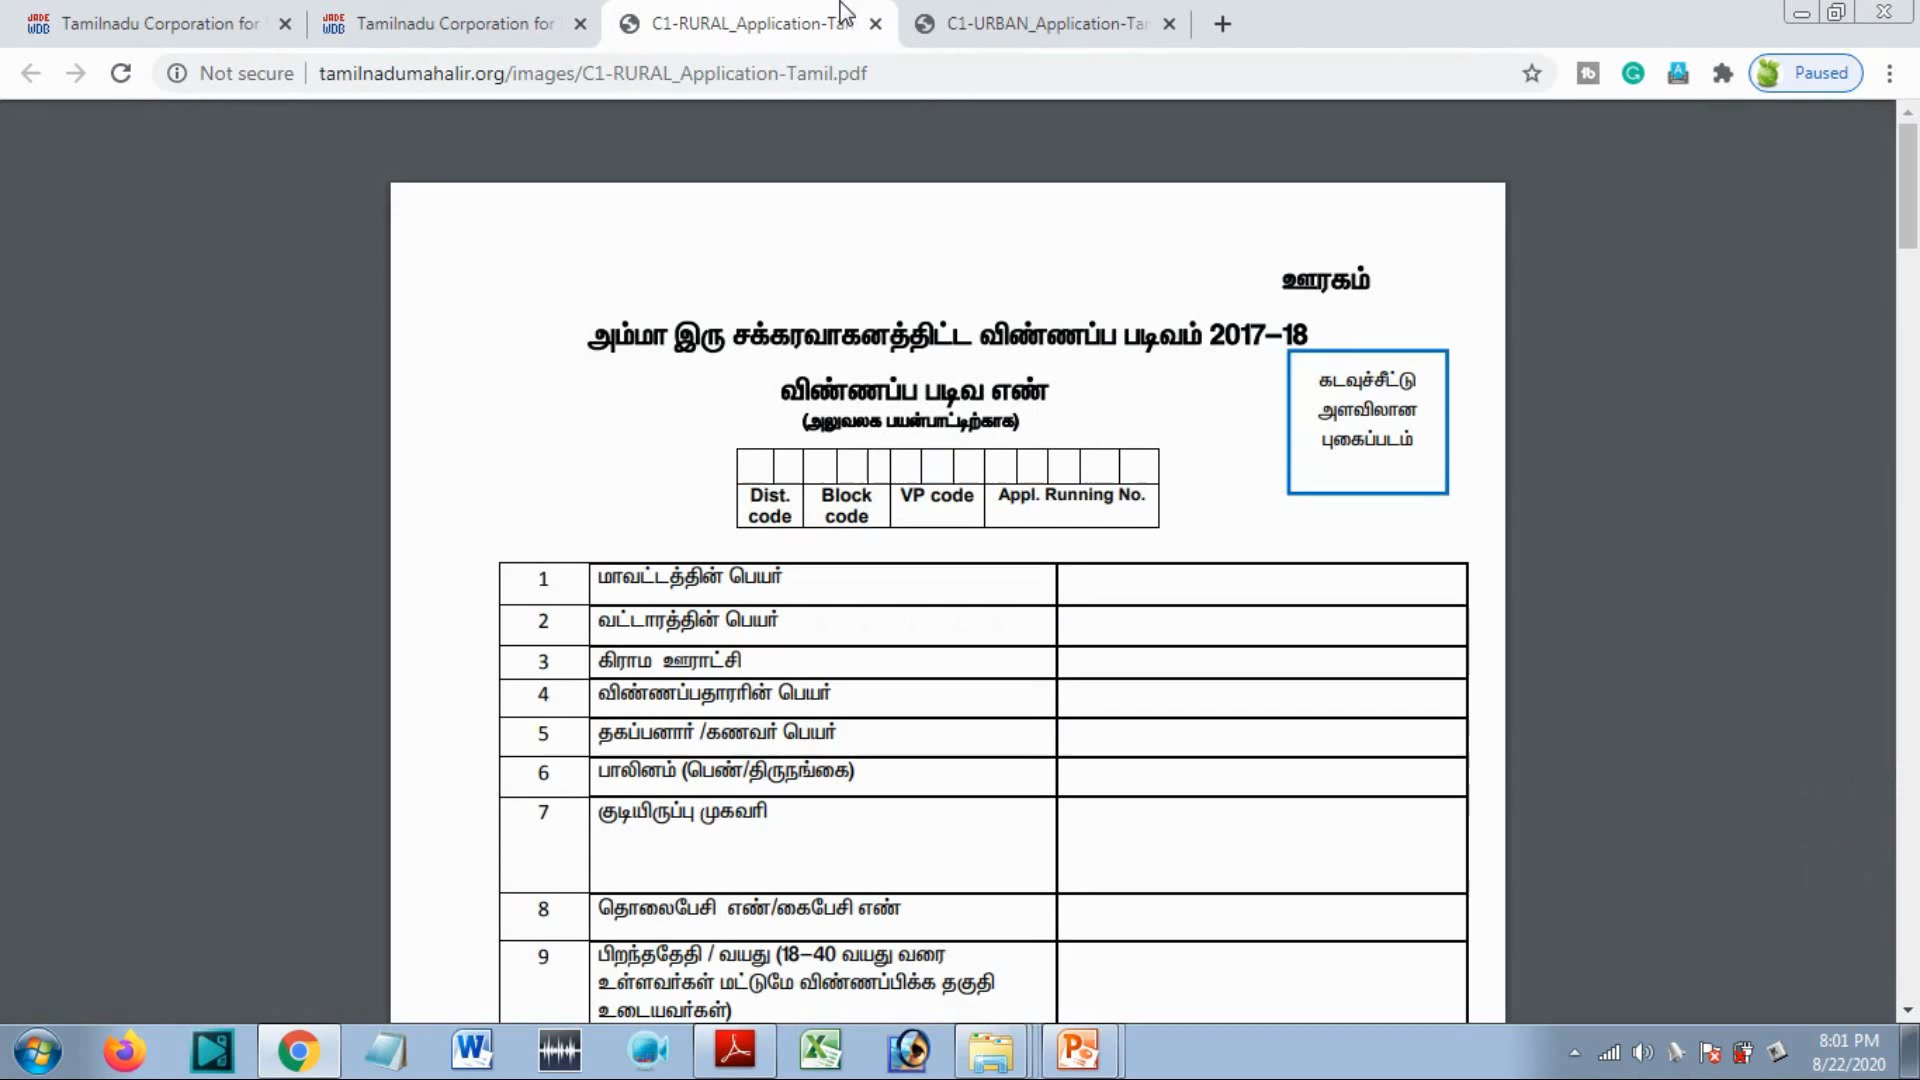 Tamilnadu Corporation for
Tamilnadu Corporation for
C1-RURAL_Application-Tam
C1-URBAN_Application-Tam
Not secure
tamilnadumahalir.org/images/C1-RURAL_Application-Tamil.pdf
Paused
ஊரகம்
அம்மா இரு சக்கரவாகனத்திட்ட விண்ணப்ப படிவம் 2017–18
விண்ணப்ப படிவ எண்
(அலுவலக பயன்பாட்டிற்காக)
கடவுச்சீட்டு
அளவிலான
புகைப்படம்
Dist. code
Block code
VP code
Appl. Running No.
1 மாவட்டத்தின் பெயர்
2 வட்டாரத்தின் பெயர்
3 கிராம ஊராட்சி
4 விண்ணப்பதாரரின் பெயர்
5 தகப்பனார் /கணவர் பெயர்
6 பாலினம் (பெண்/திருநங்கை)
7 குடியிருப்பு முகவரி
8 தொலைபேசி எண்/கைபேசி எண்
9 பிறந்ததேதி / வயது (18–40 வயது வரை
உள்ளவர்கள் மட்டுமே விண்ணப்பிக்க தகுதி
உடையவர்கள்)
8:01 PM
8/22/2020